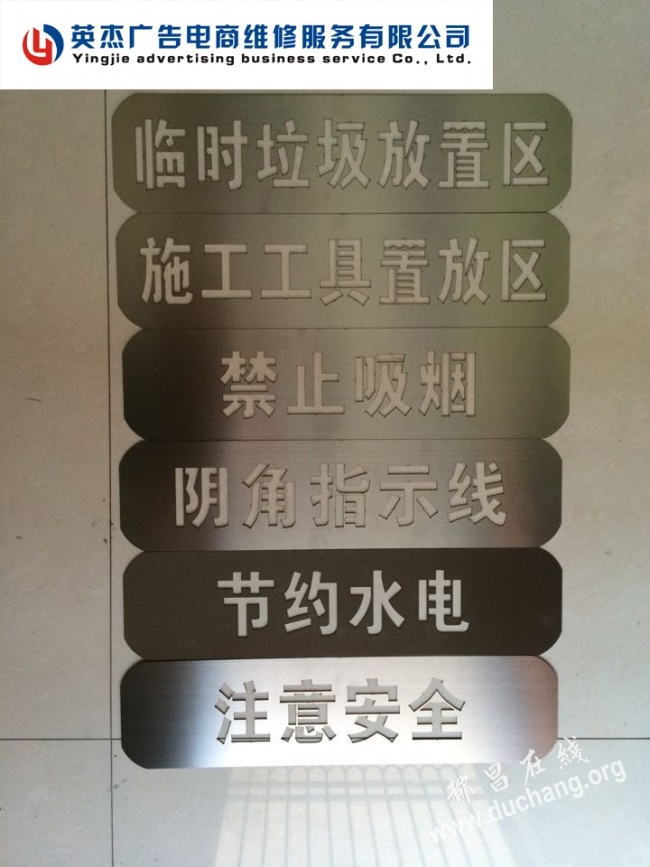 英杰广告电商维修服务有限公司
Yingjie advertising business service Co., Ltd.
临时垃圾放置区
施工工具置放区
禁止吸烟
阴角指示线
节约水电
注意安全
都昌在線
www.duchang.org